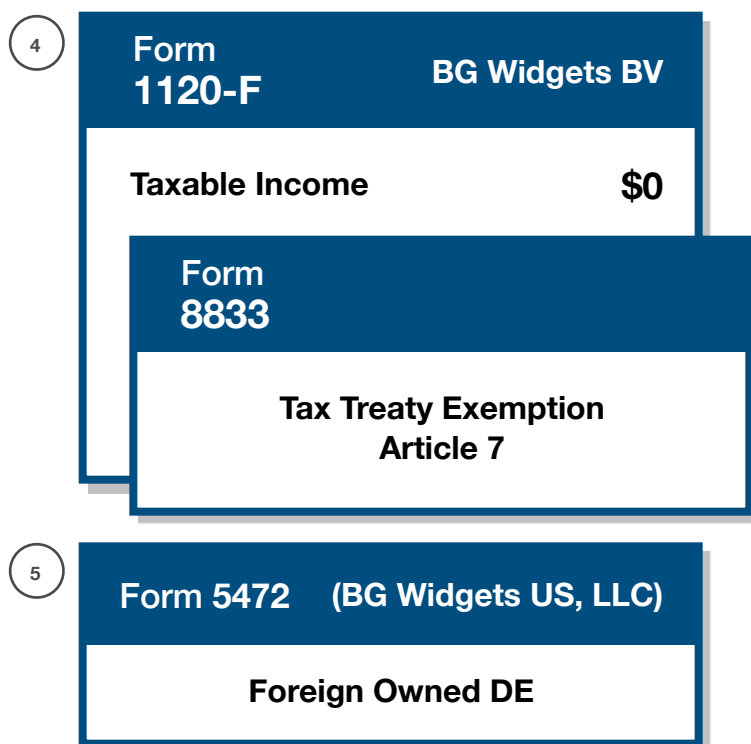 4
Form
1120-F
BG Widgets BV
Taxable Income $0
Form
8833
Tax Treaty Exemption
Article 7
5
Form 5472 (BG Widgets US, LLC)
Foreign Owned DE